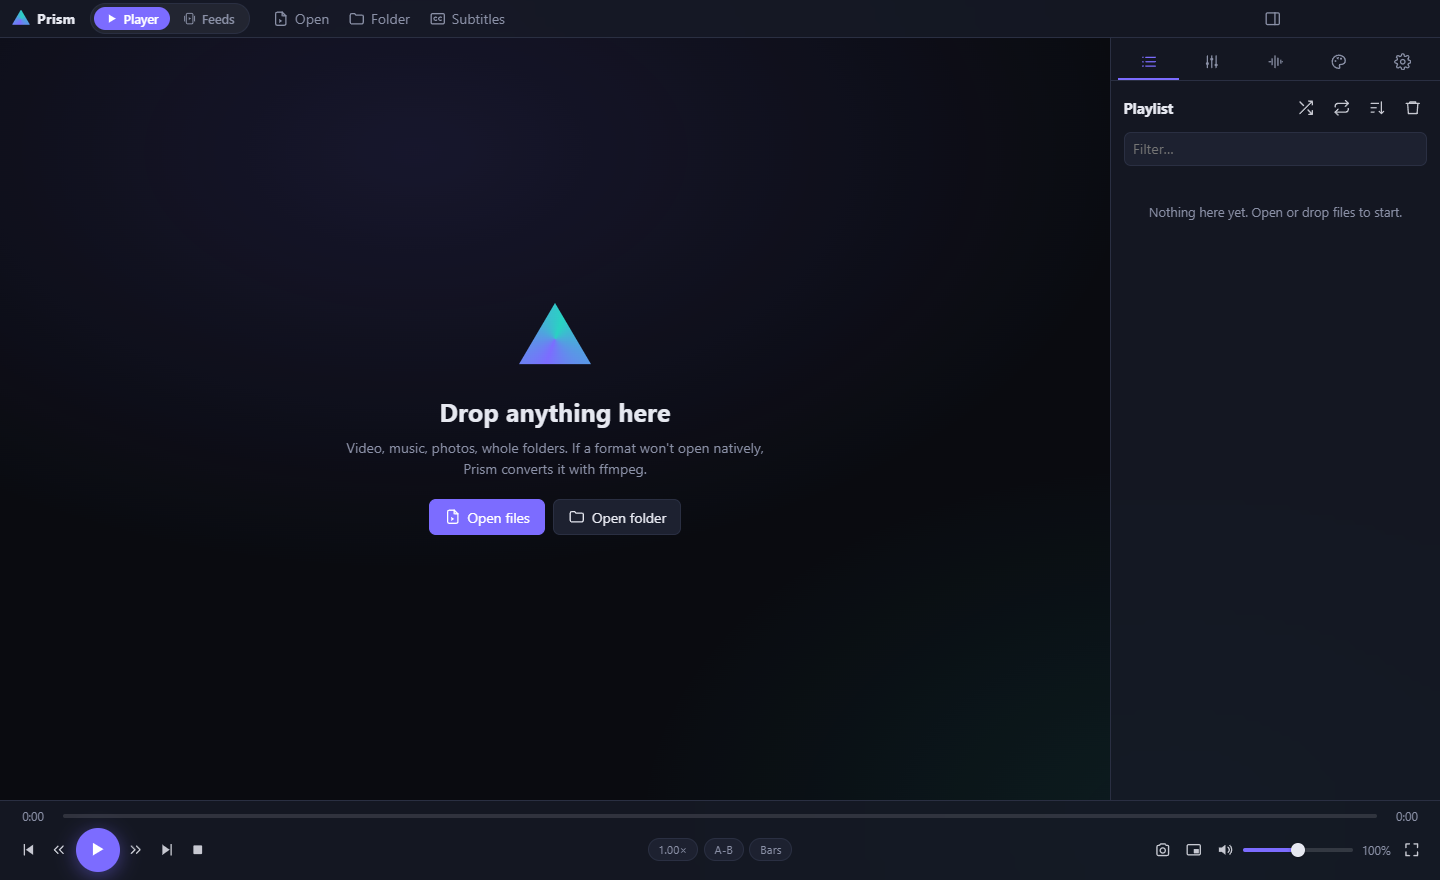 Prism
Player
Feeds
Open
Folder
Subtitles
Playlist
Filter...
Nothing here yet. Open or drop files to start.
Drop anything here
Video, music, photos, whole folders. If a format won't open natively,
Prism converts it with ffmpeg.
Open files
Open folder
0:00
0:00
1.00×
A-B
Bars
100%